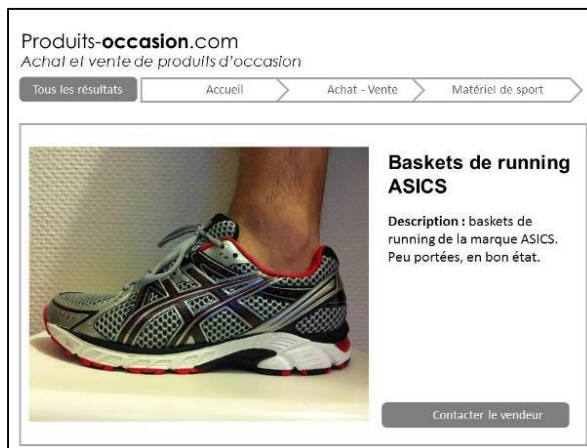 Produits-occasion.com
Achat et vente de produits d'occasion
Tous les résultats
Accueil
Achat - Vente
Matériel de sport
Baskets de running
ASICS
Description : baskets de
running de la marque ASICS.
Peu portées, en bon état.
Contacter le vendeur